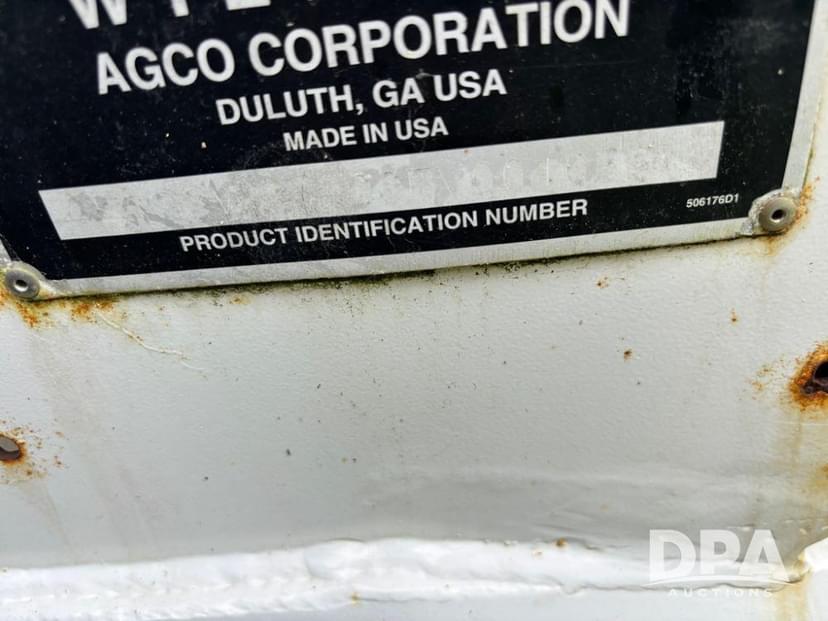 AGCO CORPORATION
DULUTH, GA USA
MADE IN USA
PRODUCT IDENTIFICATION NUMBER
506176D1
DPA
AUCTIONS